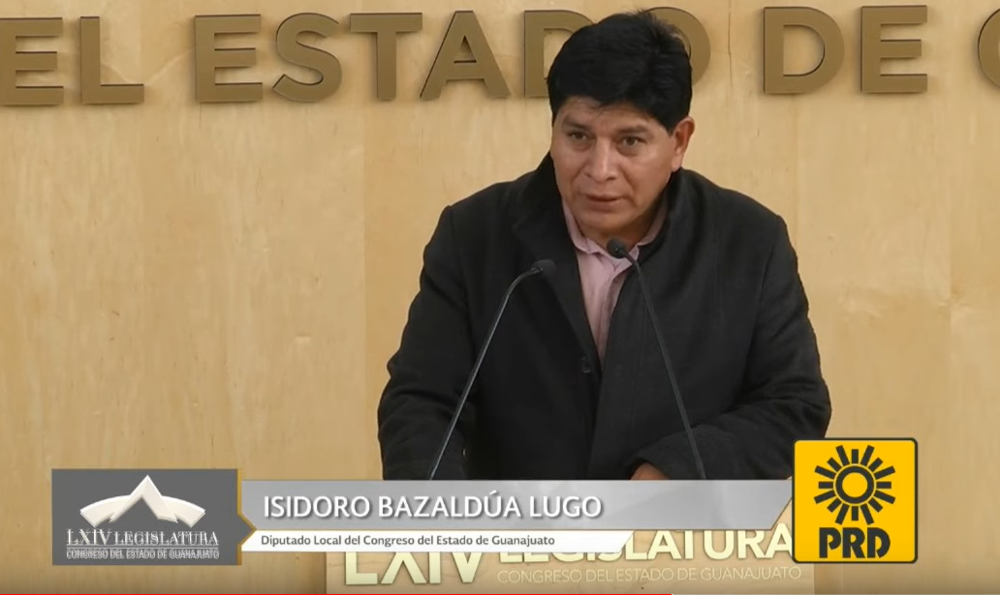 EL ESTADO DE G
ISIDORO BAZALDÚA LUGO
Diputado Local del Congreso del Estado de Guanajuato
LXIV LEGISLATURA
CONGRESO DEL ESTADO DE GUANAJUATO
PRD
LXIV LEGISLATURA
CONGRESO DEL ESTADO DE GUANAJUATO